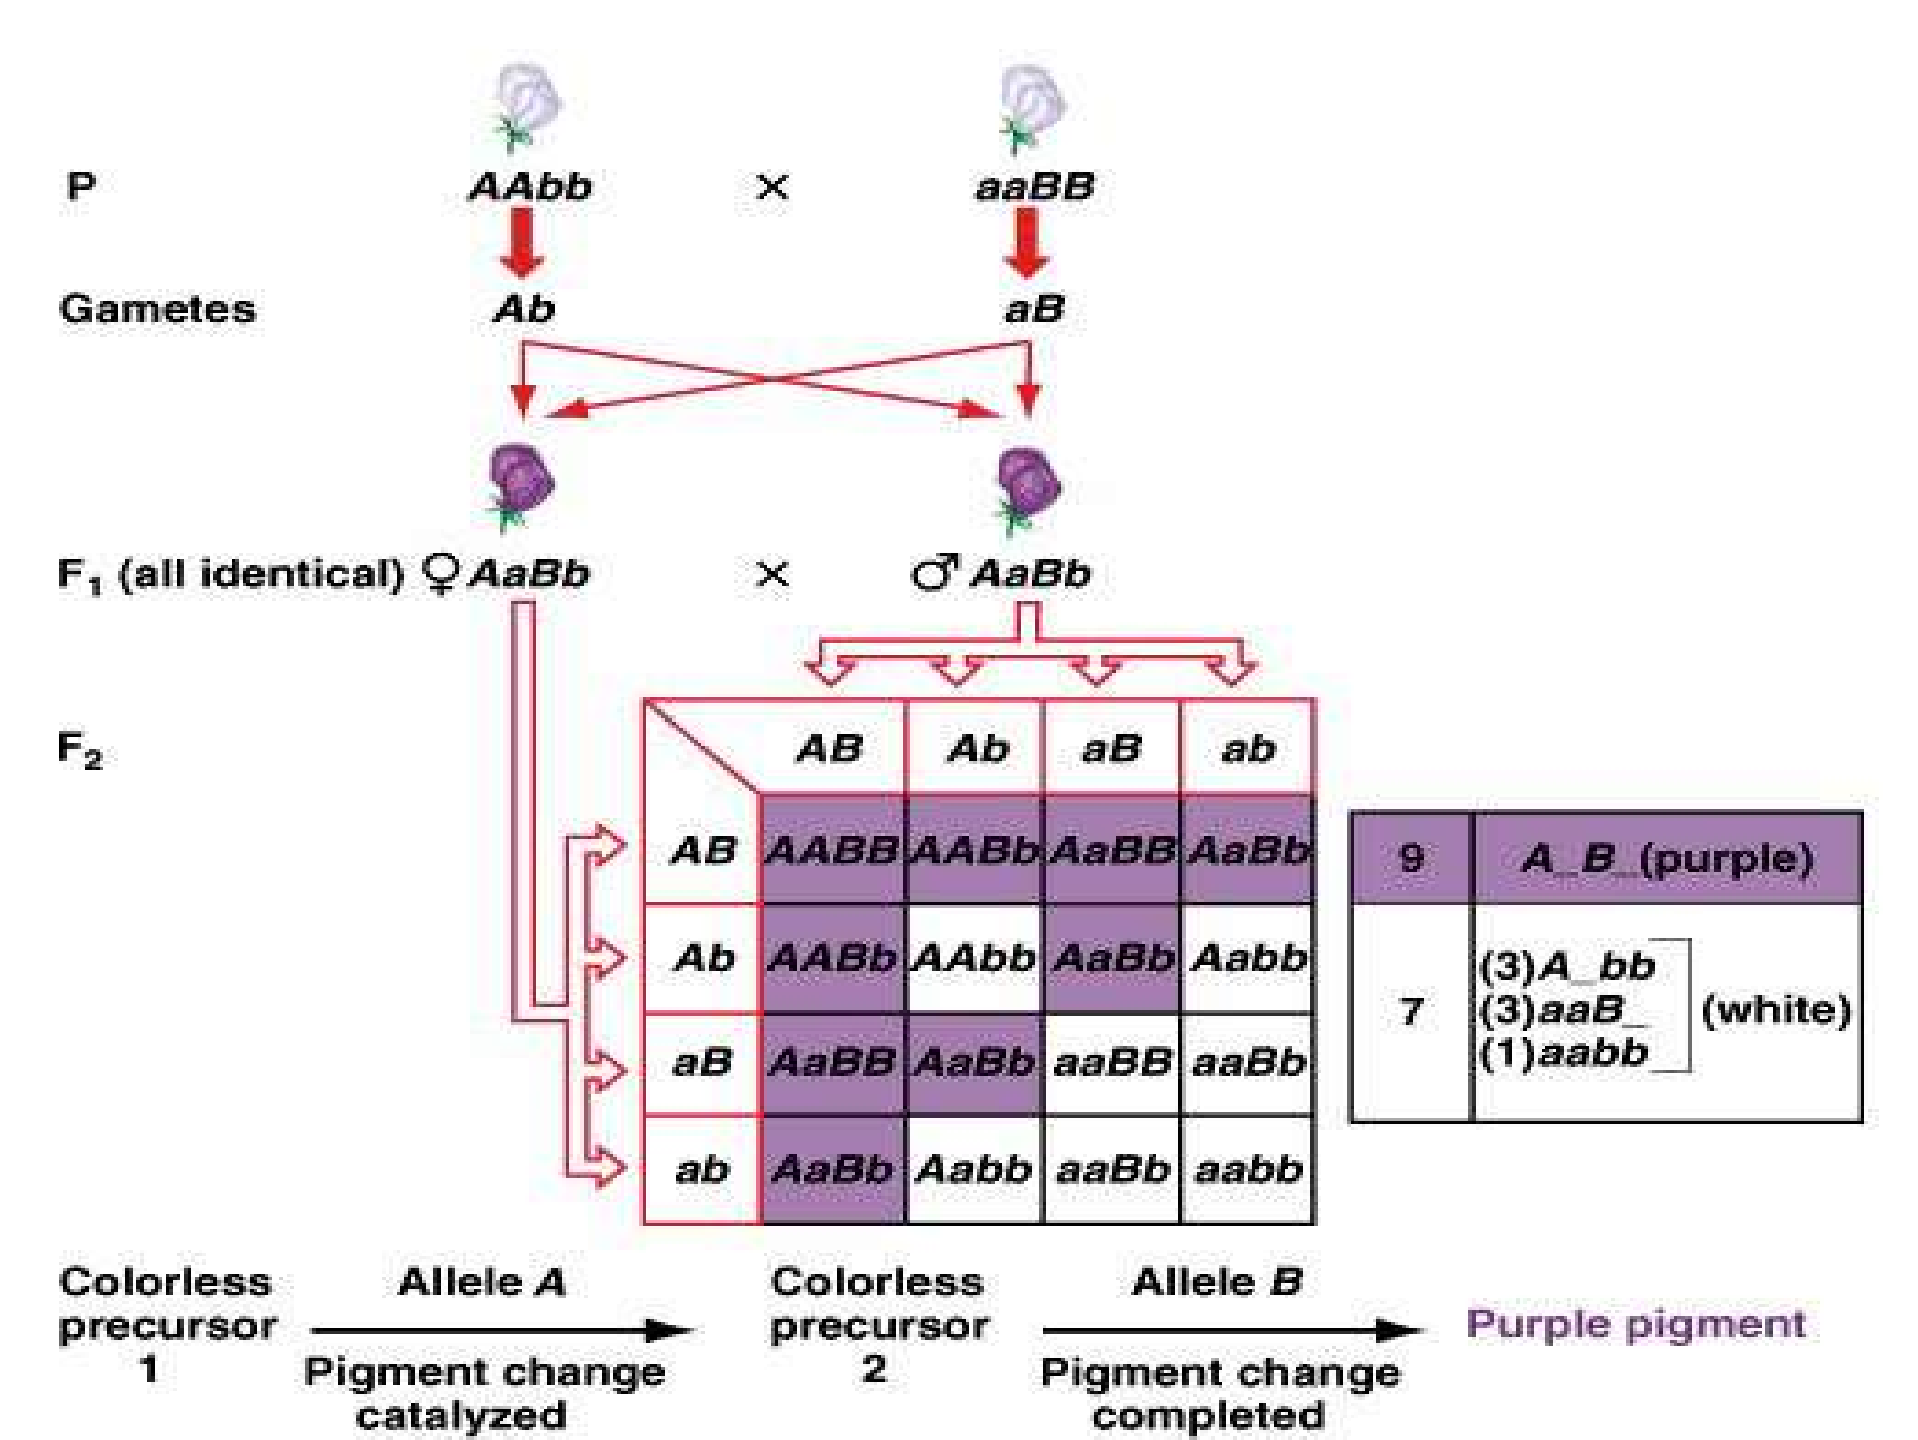 P AAbb × aaBB
Gametes Ab aB
F1 (all identical) ♀ AaBb × ♂ AaBb
F2
AB Ab aB ab
AB AABB AABb AaBB AaBb
Ab AABb AAbb AaBb Aabb
aB AaBB AaBb aaBB aaBb
ab AaBb Aabb aaBb aabb
9 A_B_(purple)
7
(3)A_bb
(3)aaB_
(1)aabb
(white)
Colorless
precursor
1
Allele A
Pigment change
catalyzed
Colorless
precursor
2
Allele B
Pigment change
completed
Purple pigment